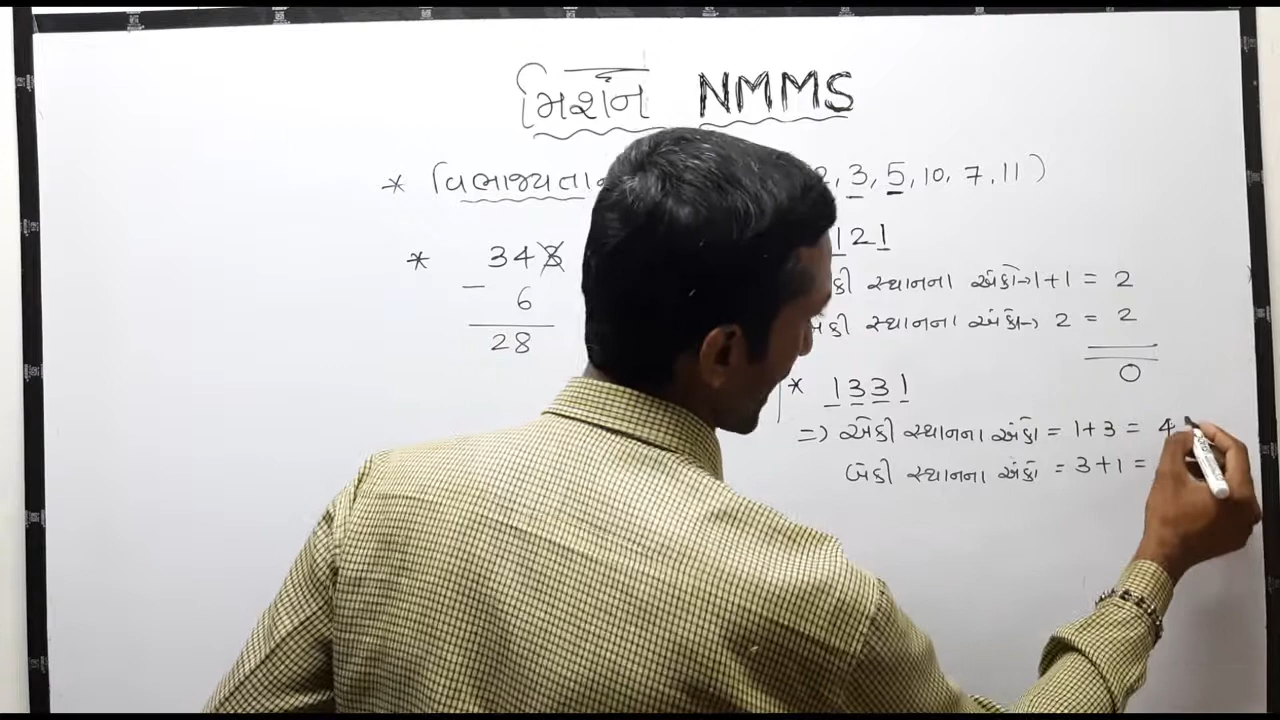 મિશન NMMS
* વિભાજ્યતા 2, 3, 5, 10, 7, 11)
* 348
- 6
28
121
સ્થાનના અંકો → 1 + 1 = 2
સ્થાનના અંકો → 2 = 2
0
* 1331
=> એકી સ્થાનના અંકો = 1 + 3 = 4
બેકી સ્થાનના અંકો = 3 + 1 =